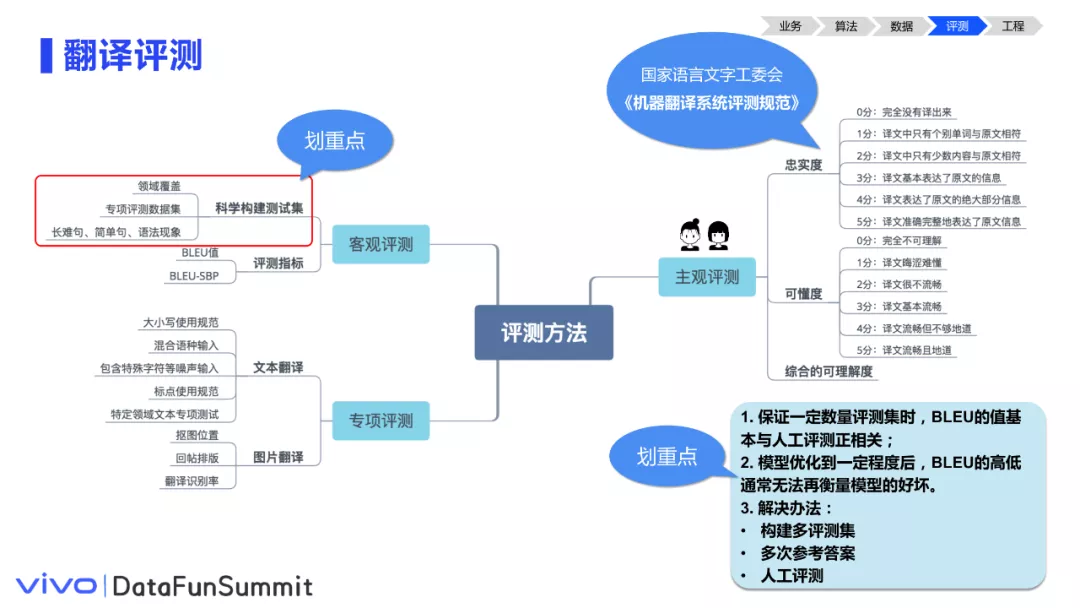 业务
算法
数据
评测
工程
翻译评测
国家语言文字工委会
《机器翻译系统评测规范》
划重点
领域覆盖
专项评测数据集
长难句、简单句、语法现象
科学构建测试集
BLEU值
BLEU-SBP
评测指标
客观评测
大小写使用规范
混合语种输入
包含特殊字符等噪声输入
标点使用规范
特定领域文本专项测试
文本翻译
抠图位置
回帖排版
翻译识别率
图片翻译
专项评测
评测方法
主观评测
忠实度
0分：完全没有译出来
1分：译文中只有个别单词与原文相符
2分：译文中只有少数内容与原文相符
3分：译文基本表达了原文的信息
4分：译文表达了原文的绝大部分信息
5分：译文准确完整地表达了原文信息
可懂度
0分：完全不可理解
1分：译文晦涩难懂
2分：译文很不流畅
3分：译文基本流畅
4分：译文流畅但不够地道
5分：译文流畅且地道
综合的可理解度
划重点
1. 保证一定数量评测集时，BLEU的值基
本与人工评测正相关；
2. 模型优化到一定程度后，BLEU的高低
通常无法再衡量模型的好坏。
3. 解决办法：
• 构建多评测集
• 多次参考答案
• 人工评测
vivo DataFunSummit